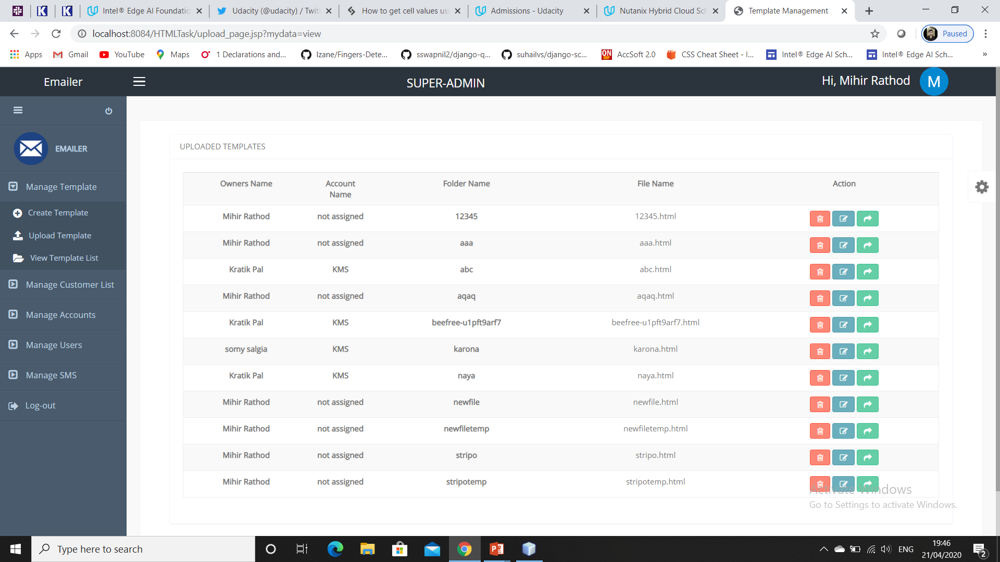 Intel® Edge AI Foundatio
Udacity (@udacity) / Twit
How to get cell values usi
Admissions - Udacity
Nutanix Hybrid Cloud Sch
Template Management
localhost:8084/HTMLTask/upload_page.jsp?mydata=view
Paused
Apps
Gmail
YouTube
Maps
1 Declarations and...
Izane/Fingers-Dete...
sswapnil2/django-q...
suhailvs/django-sc...
AccSoft 2.0
CSS Cheat Sheet - I...
Intel® Edge AI Sch...
Intel® Edge AI Sch...
»
Emailer
SUPER-ADMIN
Hi, Mihir Rathod
M
EMAILER
Manage Template
Create Template
Upload Template
View Template List
Manage Customer List
Manage Accounts
Manage Users
Manage SMS
Log-out
UPLOADED TEMPLATES
Owners Name Account Name Folder Name File Name Action
Mihir Rathod not assigned 12345 12345.html
Mihir Rathod not assigned aaa aaa.html
Kratik Pal KMS abc abc.html
Mihir Rathod not assigned aqaq aqaq.html
Kratik Pal KMS beefree-u1pft9arf7 beefree-u1pft9arf7.html
somy salgia KMS karona karona.html
Kratik Pal KMS naya naya.html
Mihir Rathod not assigned newfile newfile.html
Mihir Rathod not assigned newfiletemp newfiletemp.html
Mihir Rathod not assigned stripo stripo.html
Mihir Rathod not assigned stripotemp stripotemp.html
Activate Windows
Go to Settings to activate Windows.
Type here to search
ENG
19:46
21/04/2020
2